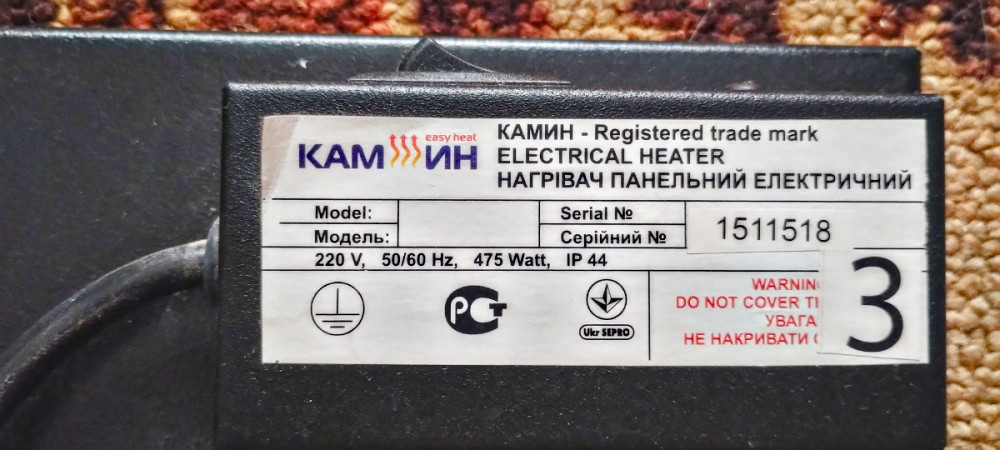 easy heat
КАМИН
КАМИН - Registered trade mark
ELECTRICAL HEATER
НАГРІВАЧ ПАНЕЛЬНИЙ ЕЛЕКТРИЧНИЙ
Model:
Модель:
Serial №
Серійний №
1511518
220 V, 50/60 Hz, 475 Watt, IP 44
РСТ
Ukr SEPRO
DO NOT COVER
УВАГА
НЕ НАКРИВАТИ
3